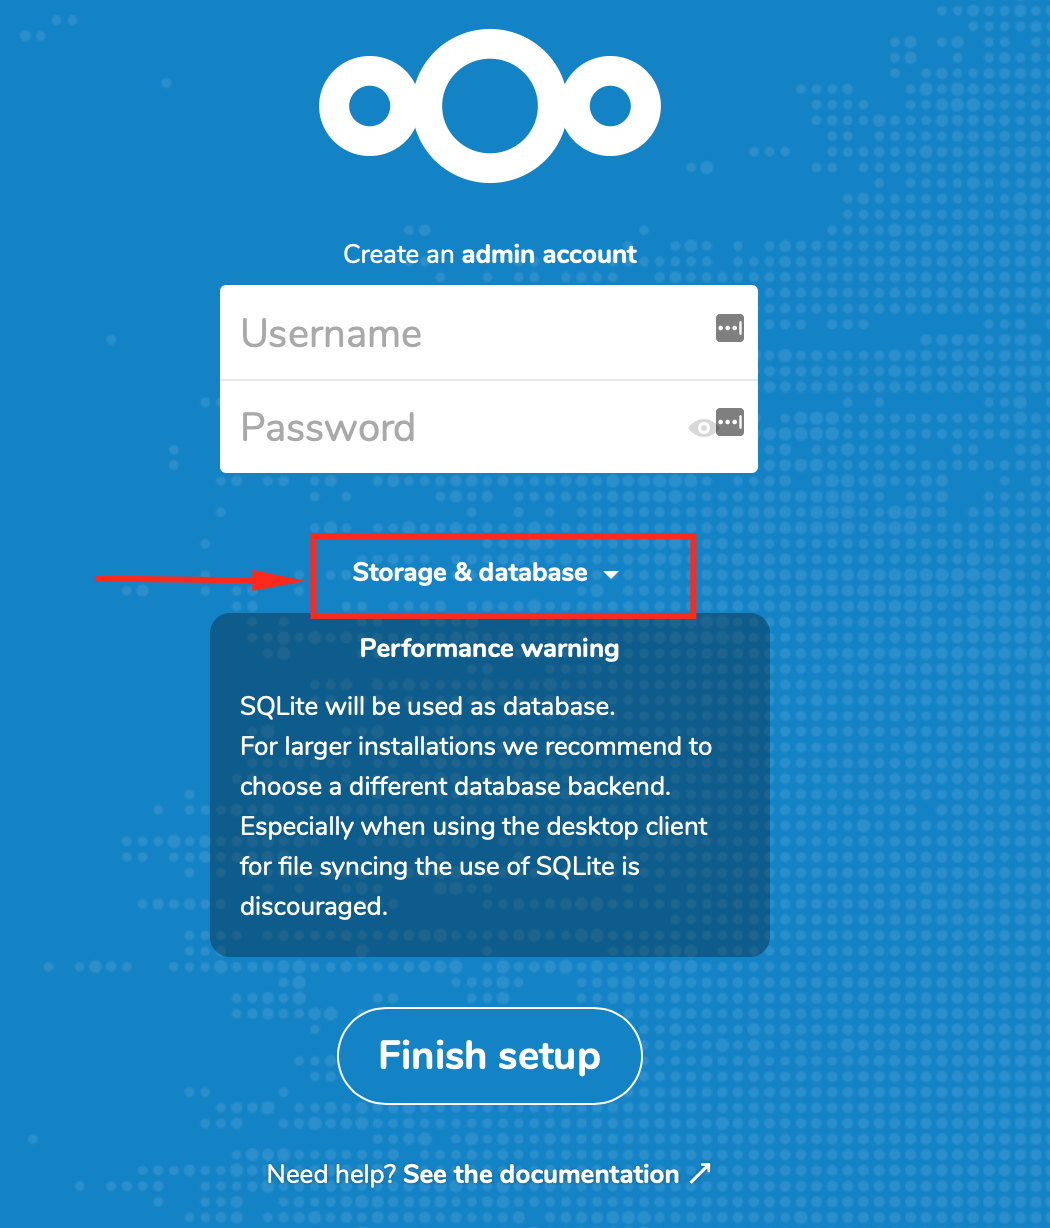 Create an admin account
Username
Password
Storage & database
Performance warning
SQLite will be used as database.
For larger installations we recommend to
choose a different database backend.
Especially when using the desktop client
for file syncing the use of SQLite is
discouraged.
Finish setup
Need help? See the documentation ↗